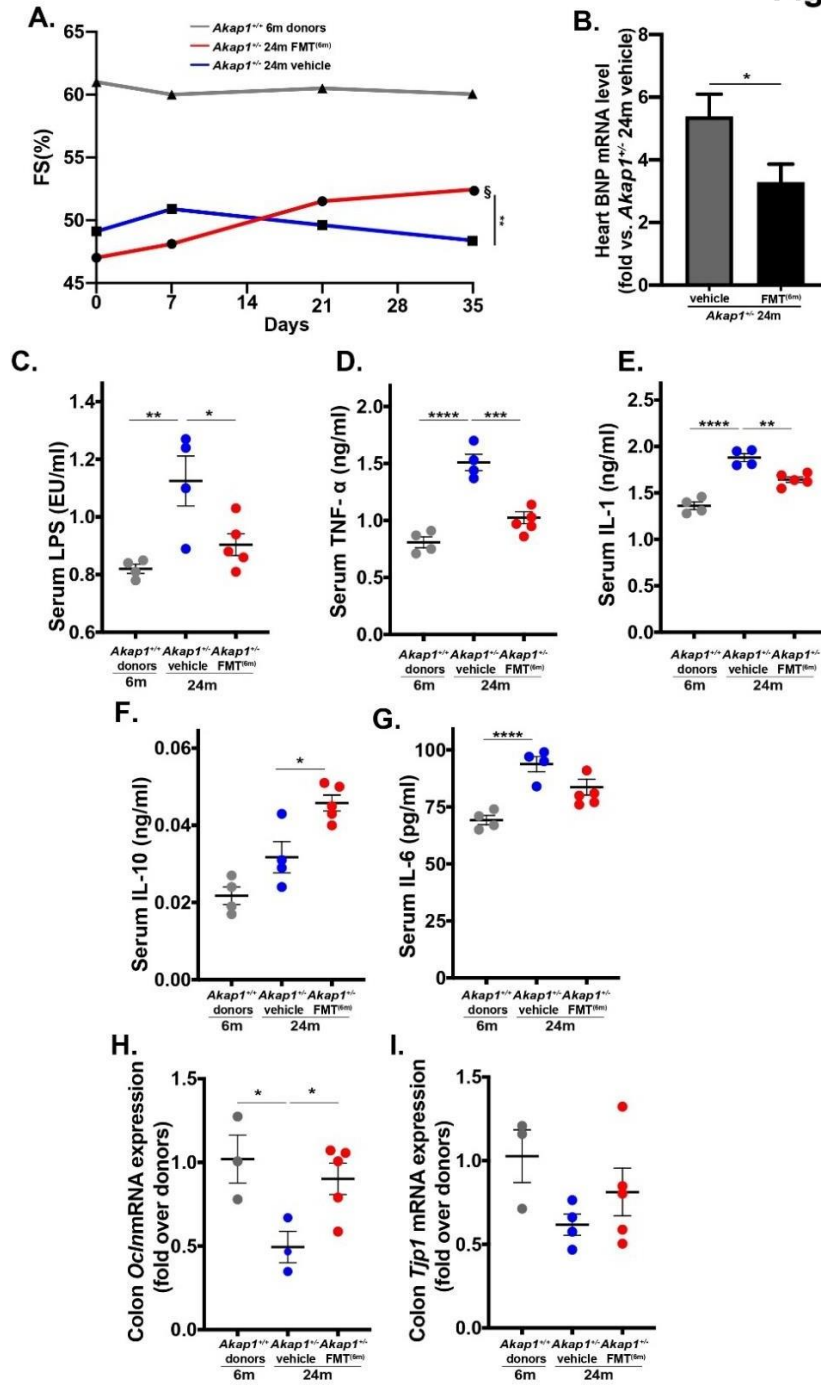 A.
65
60
55
50
45
FS(%)
Akap1+/+ 6m donors
Akap1+/- 24m FMT(6m)
Akap1+/- 24m vehicle
§
**
0 7 14 21 28 35
Days
B.
Heart BNP mRNA level
(fold vs. Akap1+/- 24m vehicle)
8
6
4
2
0
*
vehicle FMT(6m)
Akap1+/- 24m
C.
Serum LPS (EU/ml)
1.4
1.2
1.0
0.8
0.6
** *
Akap1+/+ Akap1+/- Akap1+/-
donors vehicle FMT(6m)
6m 24m
D.
Serum TNF- α (ng/ml)
2.0
1.5
1.0
0.5
0.0
**** ***
Akap1+/+ Akap1+/- Akap1+/-
donors vehicle FMT(6m)
6m 24m
E.
Serum IL-1 (ng/ml)
2.5
2.0
1.5
1.0
0.5
0.0
**** **
Akap1+/+ Akap1+/- Akap1+/-
donors vehicle FMT(6m)
6m 24m
F.
Serum IL-10 (ng/ml)
0.06
0.04
0.02
0.00
*
Akap1+/+ Akap1+/- Akap1+/-
donors vehicle FMT(6m)
6m 24m
G.
Serum IL-6 (pg/ml)
100
75
50
25
0
****
Akap1+/+ Akap1+/- Akap1+/-
donors vehicle FMT(6m)
6m 24m
H.
Colon OclnmRNA expression
(fold over donors)
1.5
1.0
0.5
0.0
* *
Akap1+/+ Akap1+/- Akap1+/-
donors vehicle FMT(6m)
6m 24m
I.
Colon Tjp1 mRNA expression
(fold over donors)
1.5
1.0
0.5
0.0
Akap1+/+ Akap1+/- Akap1+/-
donors vehicle FMT(6m)
6m 24m